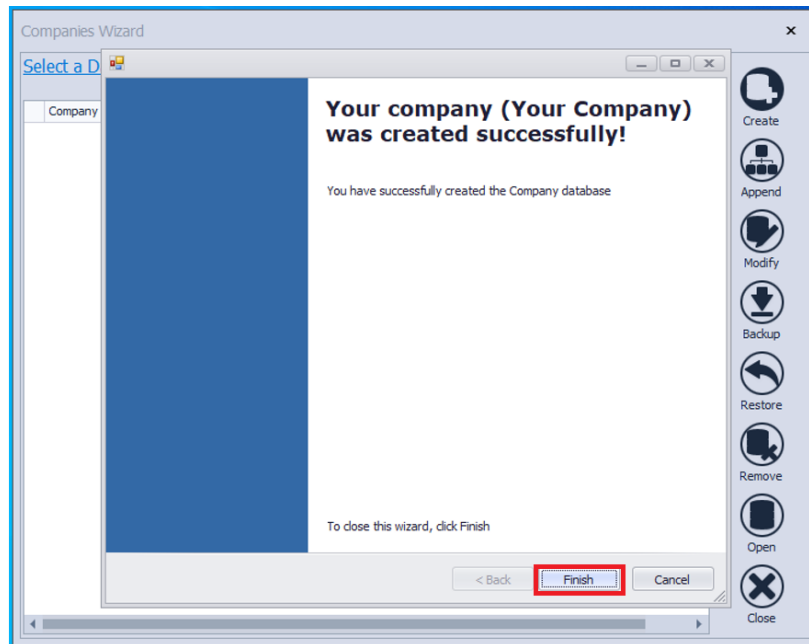 Companies Wizard
Select a D
Company
Your company (Your Company)
was created successfully!
You have successfully created the Company database
To close this wizard, click Finish
< Back
Finish
Cancel
Create
Append
Modify
Backup
Restore
Remove
Open
Close